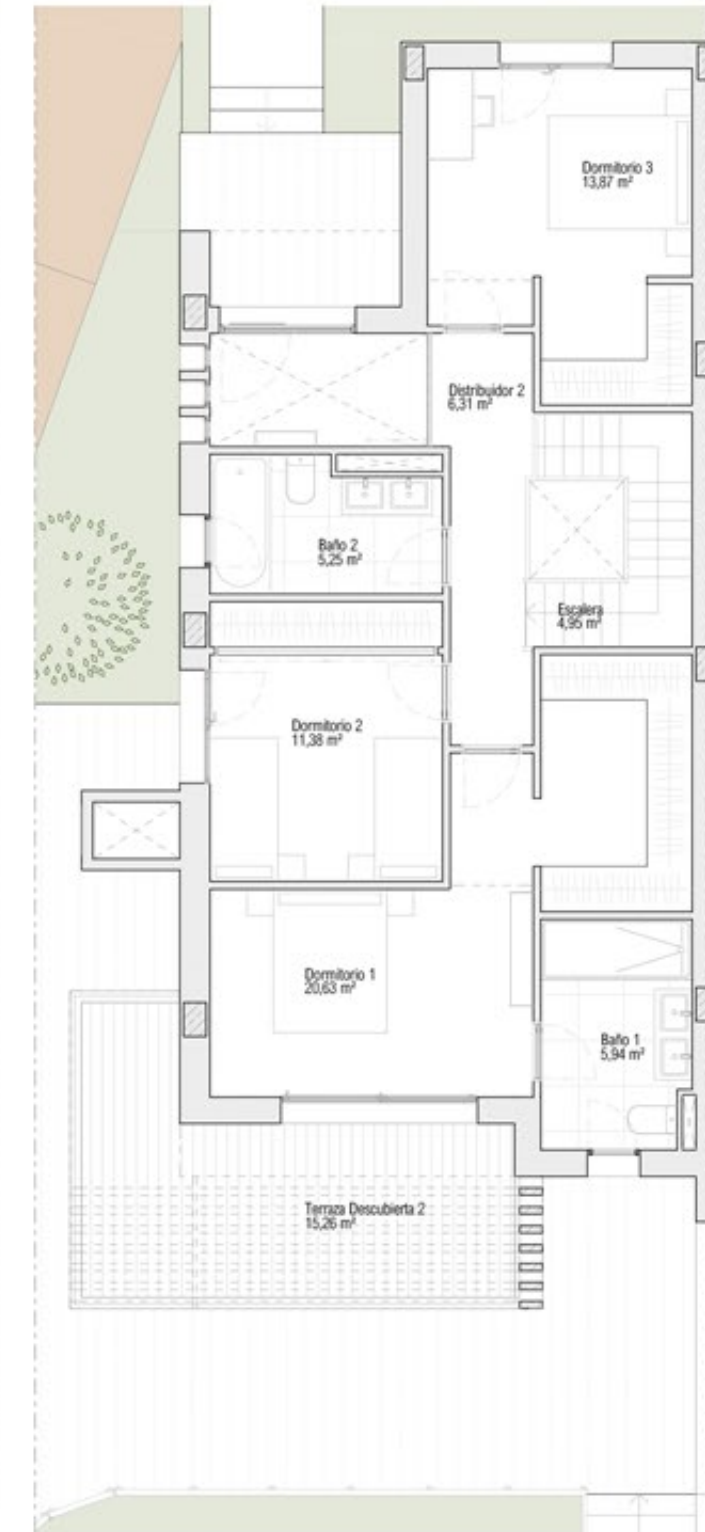 Dormitorio 3
13,87 m²
Distribuidor 2
6,31 m²
Baño 2
5,25 m²
Escalera
4,95 m²
Dormitorio 2
11,38 m²
Dormitorio 1
20,63 m²
Baño 1
5,94 m²
Terraza Descubierta 2
15,26 m²